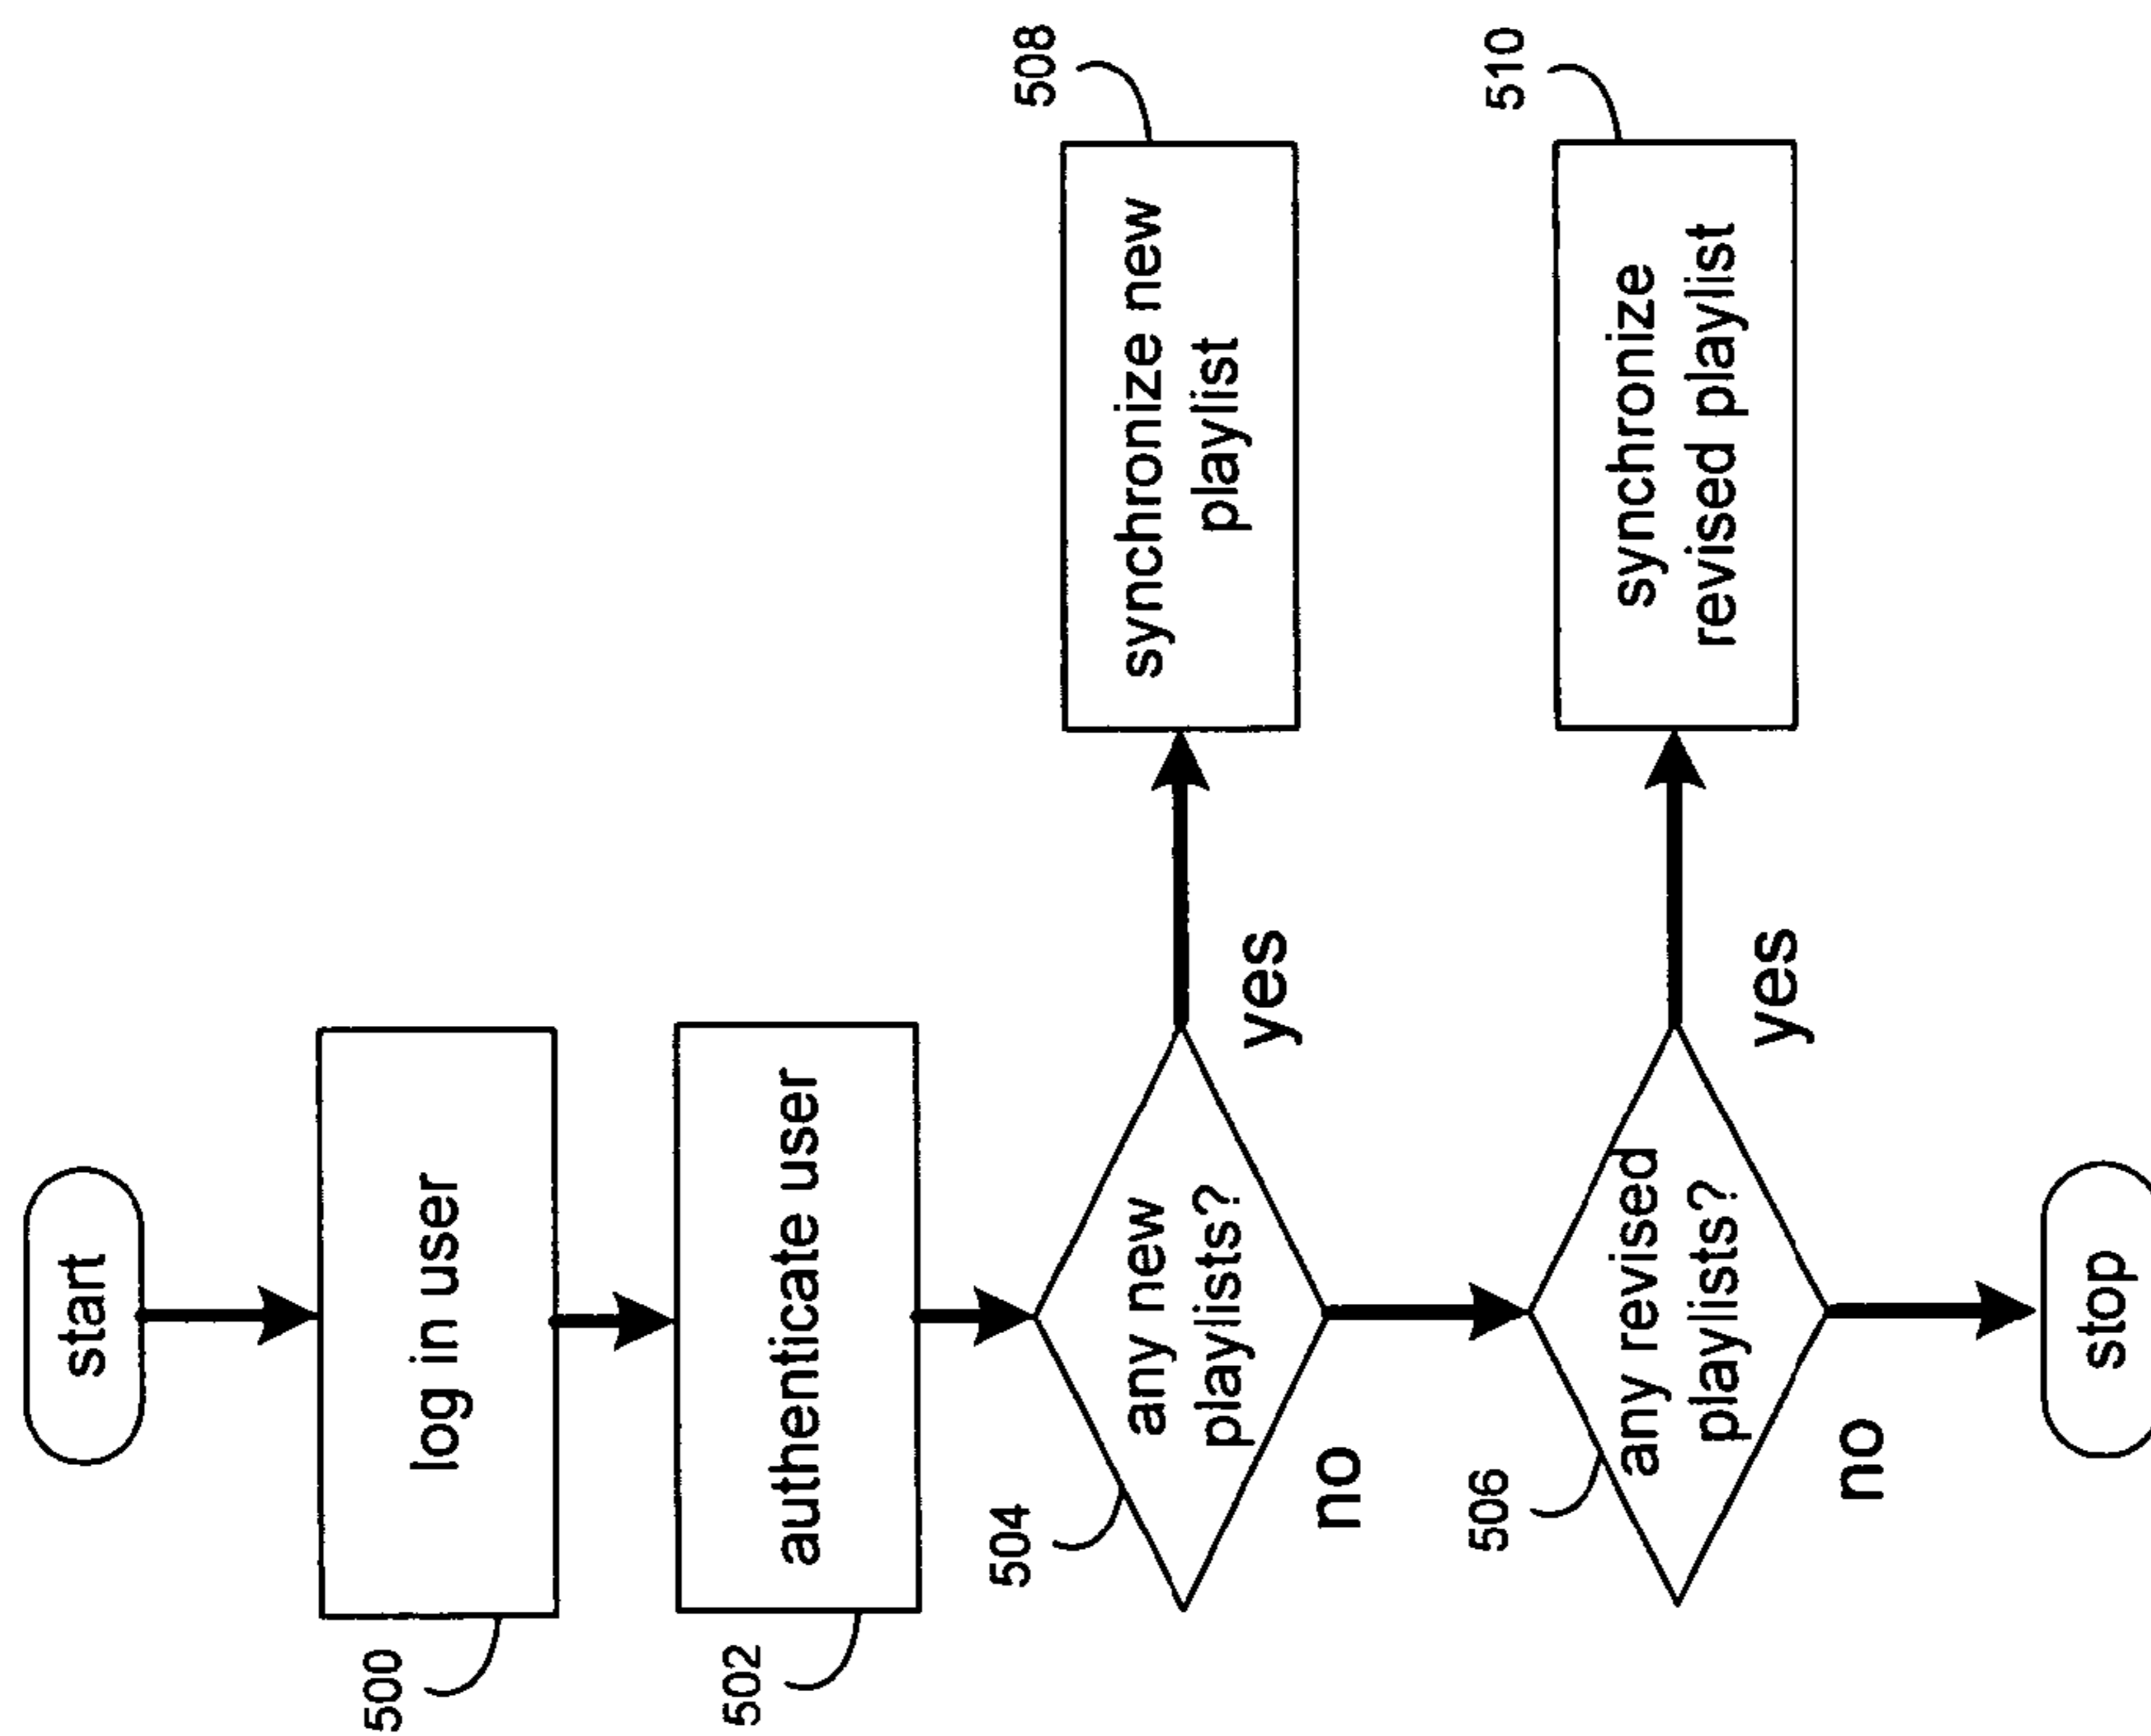 start
500
log in user
502
authenticate user
504
any new
playlists?
yes
508
synchronize new
playlist
no
506
any revised
playlists?
yes
510
synchronize
revised playlist
no
stop